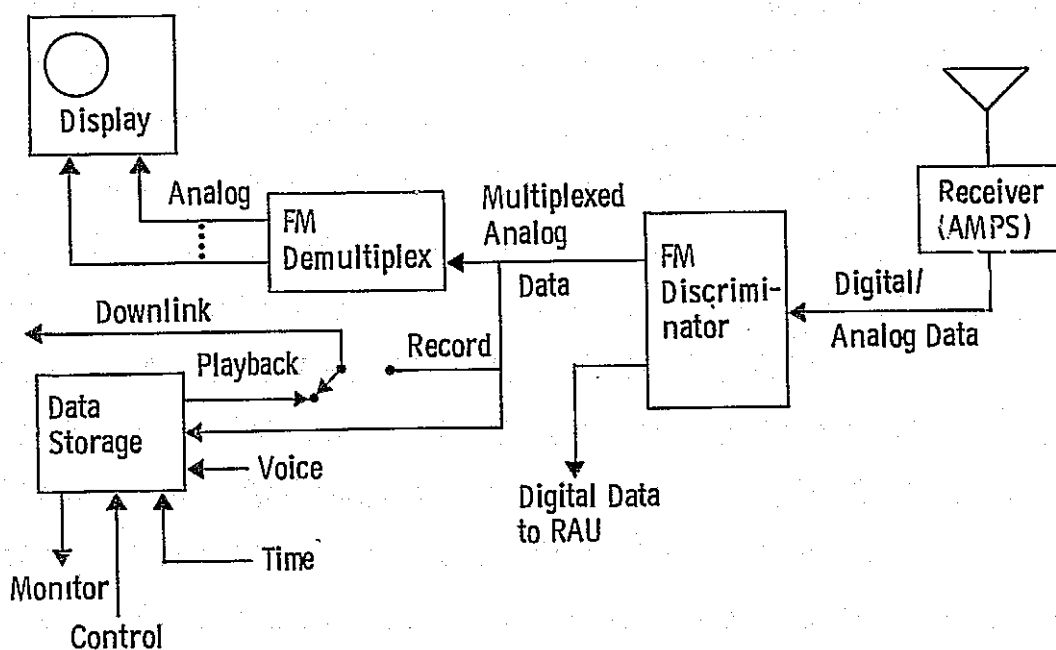 Display
Analog
FM
Demultiplex
Multiplexed
Analog
Data
FM
Discrimi-
nator
Receiver
(AMPS)
Digital/
Analog Data
Downlink
Playback
Record
Data
Storage
Voice
Time
Monitor
Control
Digital Data
to RAU